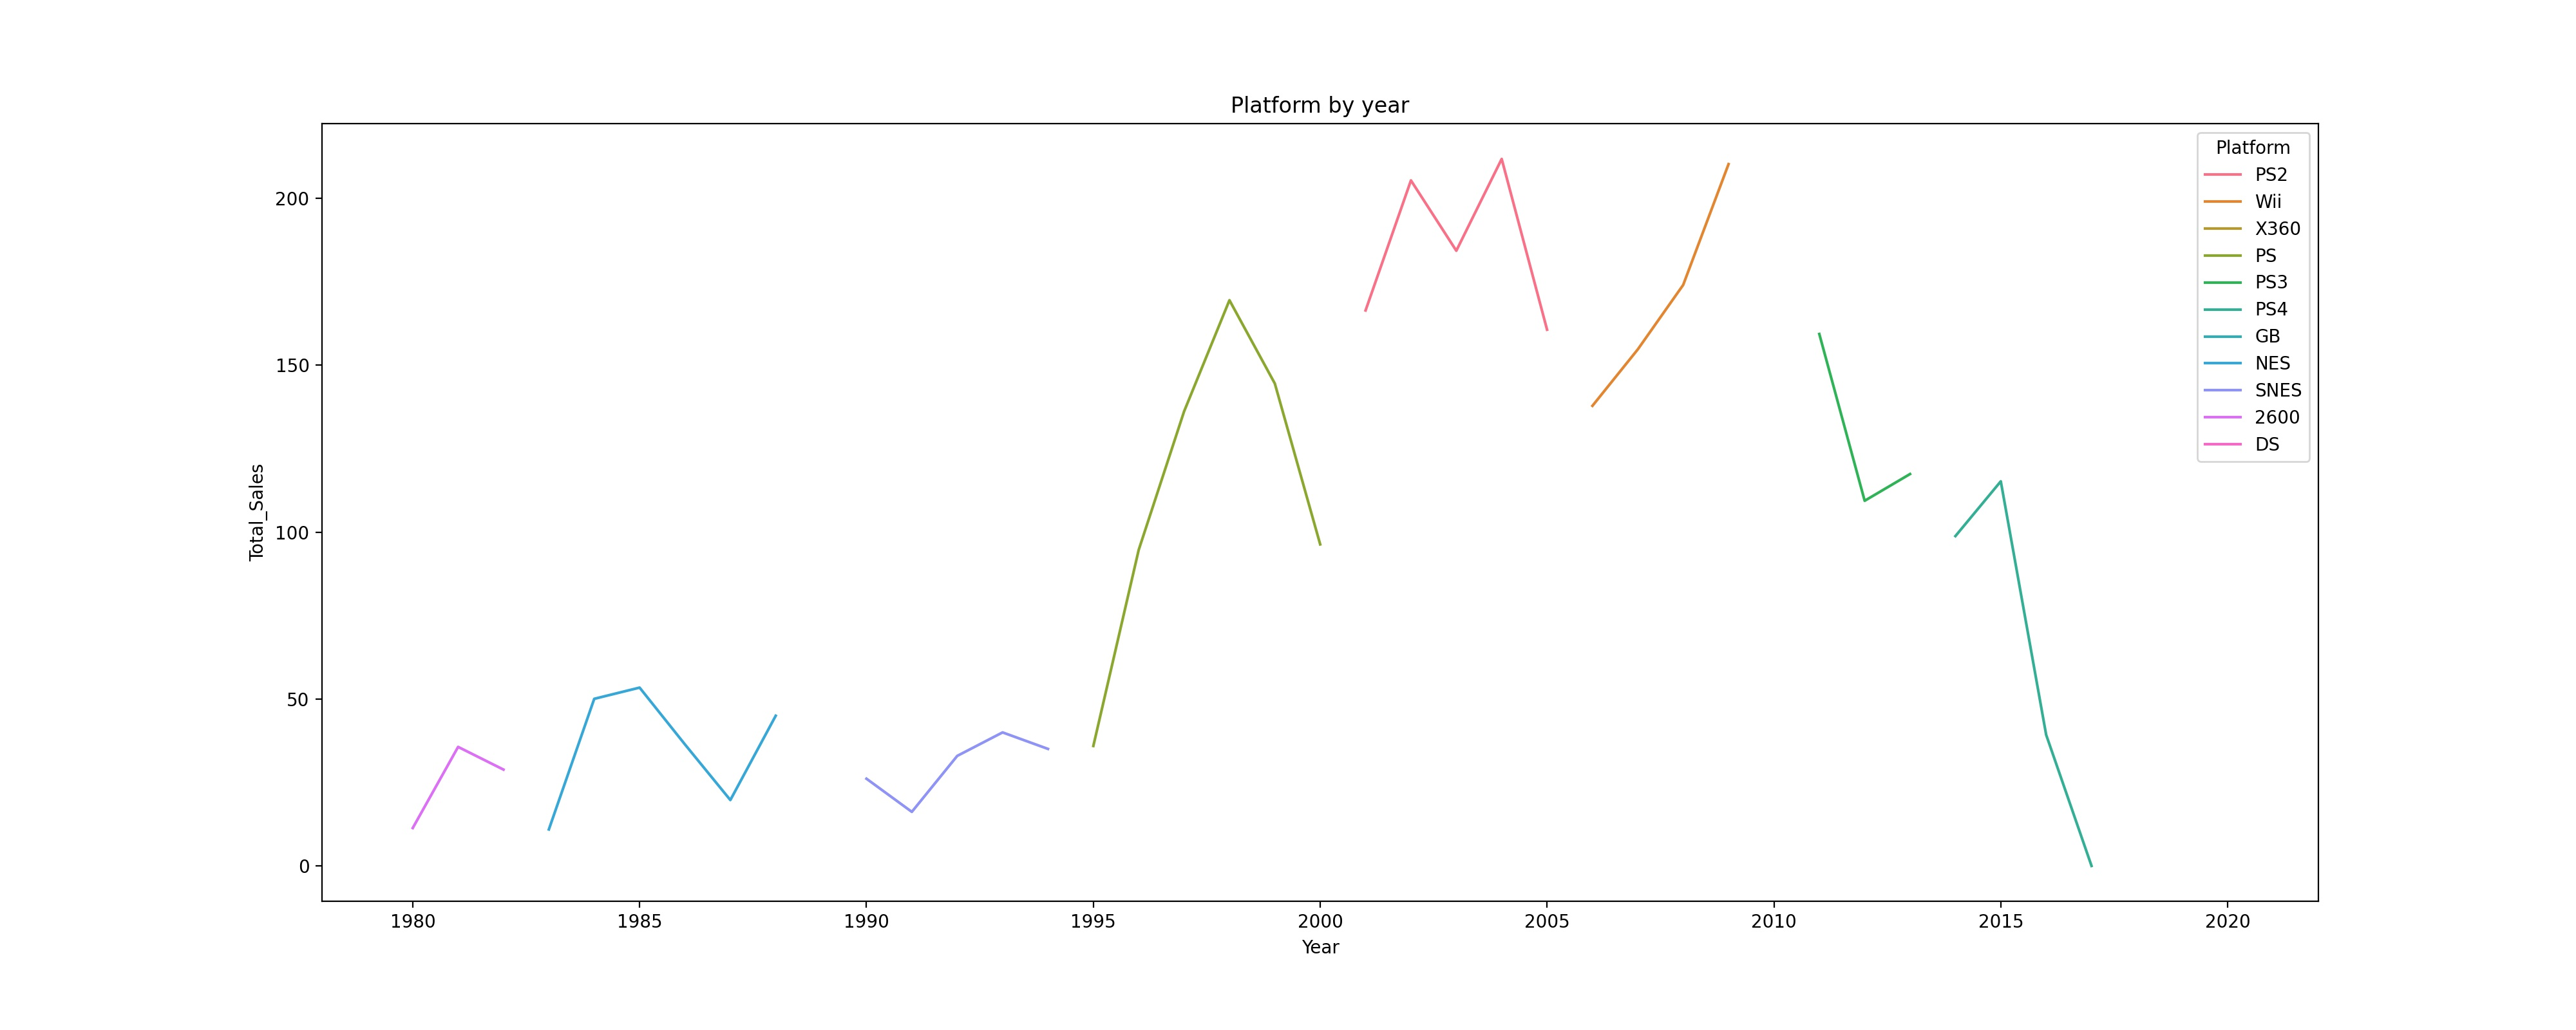 Platform by year
Platform
PS2
Wii
X360
PS
PS3
PS4
GB
NES
SNES
2600
DS
Total_Sales
200
150
100
50
0
1980 1985 1990 1995 2000 2005 2010 2015 2020
Year